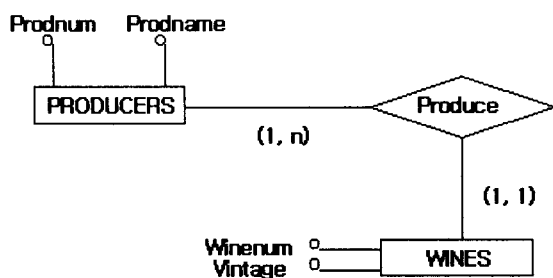 Prodnum Prodname
PRODUCERS Produce
(1, n)
(1, 1)
Winenum
Vintage
WINES